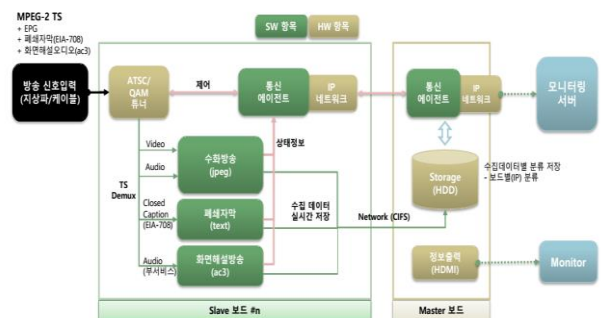 MPEG-2 TS
+ EPG
+ 폐쇄자막(EIA-708)
+ 화면해설오디오(ac3)
SW 항목
HW 항목
방송 신호입력
(지상파/케이블)
ATSC/
QAM
튜너
제어
통신
에이전트
IP
네트워크
통신
에이전트
IP
네트워크
모니터링
서버
Video
Audio
수화방송
(jpeg)
상태정보
TS
Demux
Closed
Caption
(EIA-708)
폐쇄자막
(text)
수집 데이터
실시간 저장
Network (CIFS)
Storage
(HDD)
수집데이터별 분류 저장
- 보드별(IP) 분류
Audio
(부서비스)
화면해설방송
(ac3)
정보출력
(HDMI)
Monitor
Slave 보드 #n
Master 보드